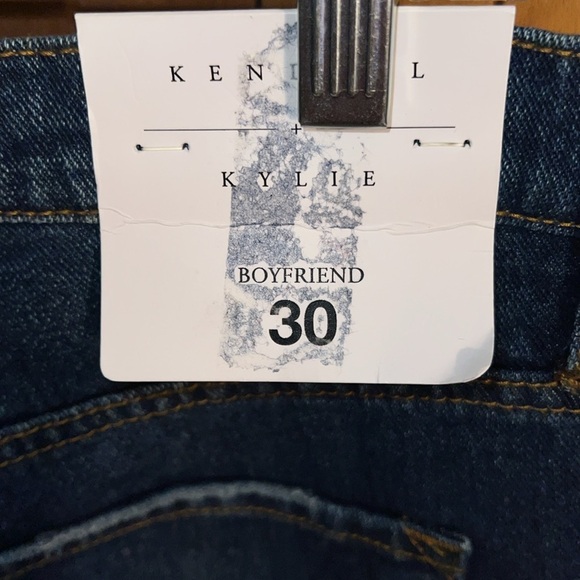 KEN L
+
KYLIE
BOYFRIEND
30